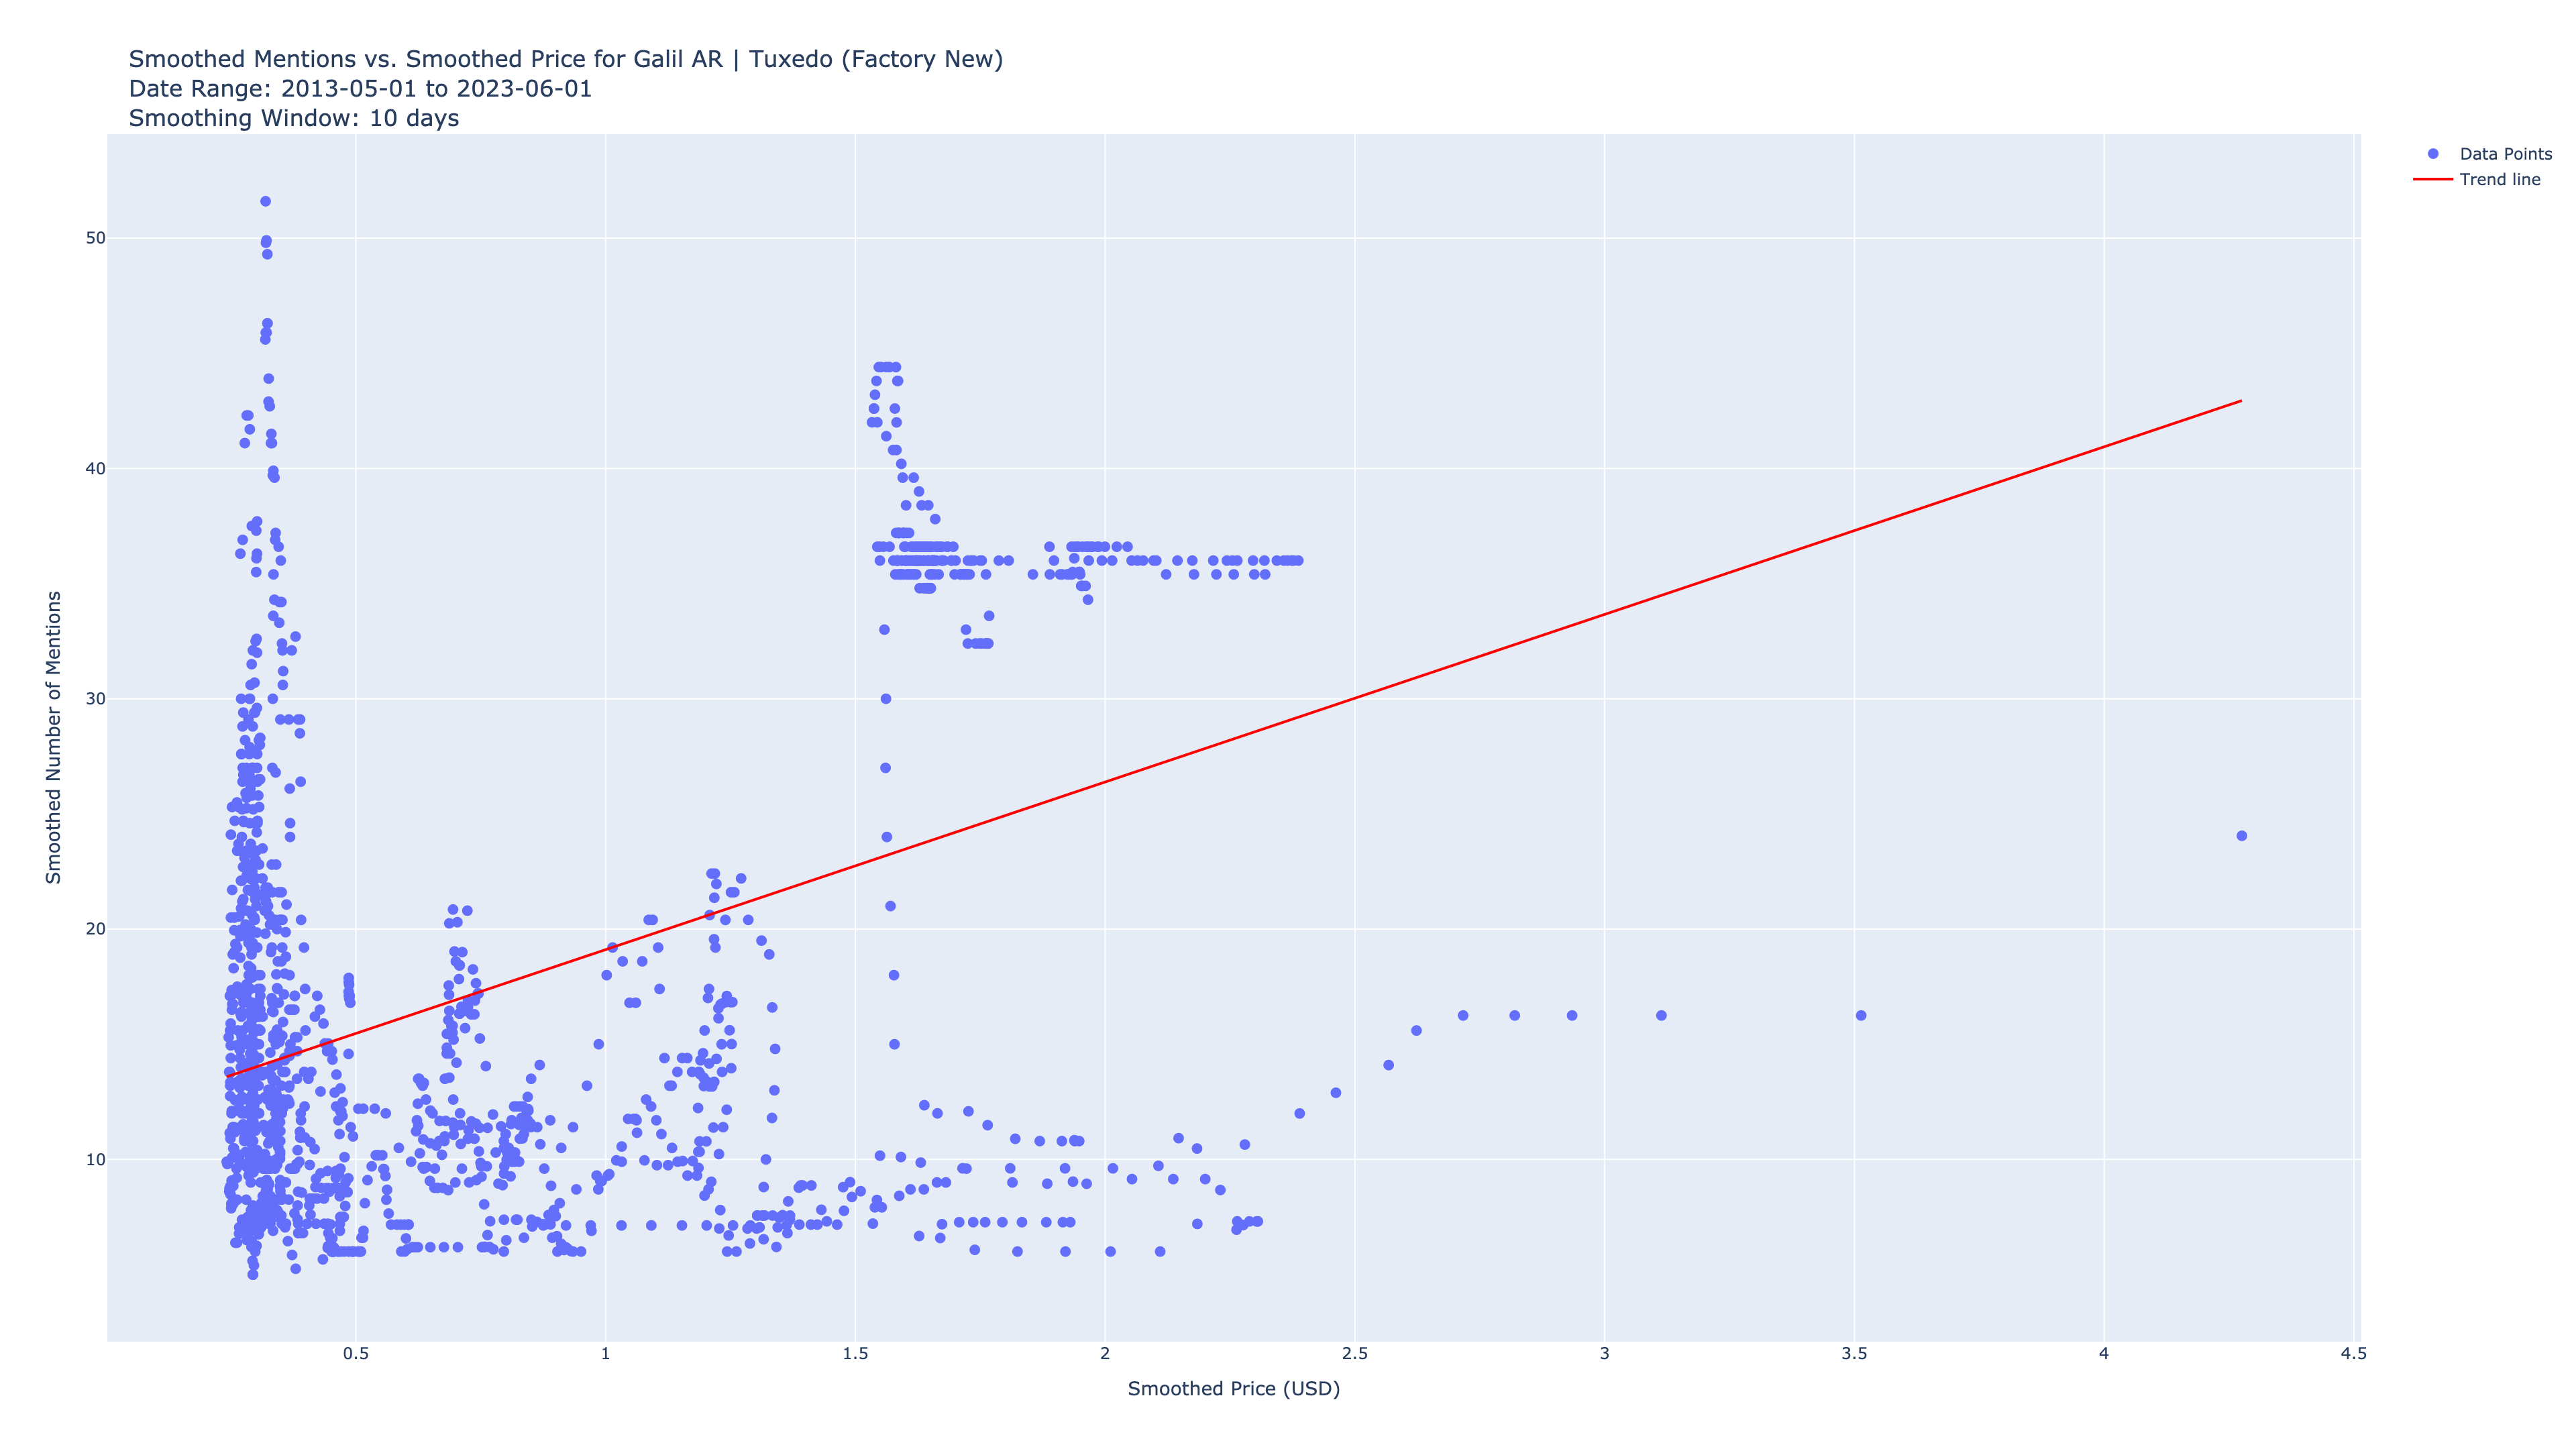 Smoothed Mentions vs. Smoothed Price for Galil AR | Tuxedo (Factory New)
Date Range: 2013-05-01 to 2023-06-01
Smoothing Window: 10 days
Data Points
Trend line
50
40
30
20
10
Smoothed Number of Mentions
0.5
1
1.5
2
2.5
3
3.5
4
4.5
Smoothed Price (USD)